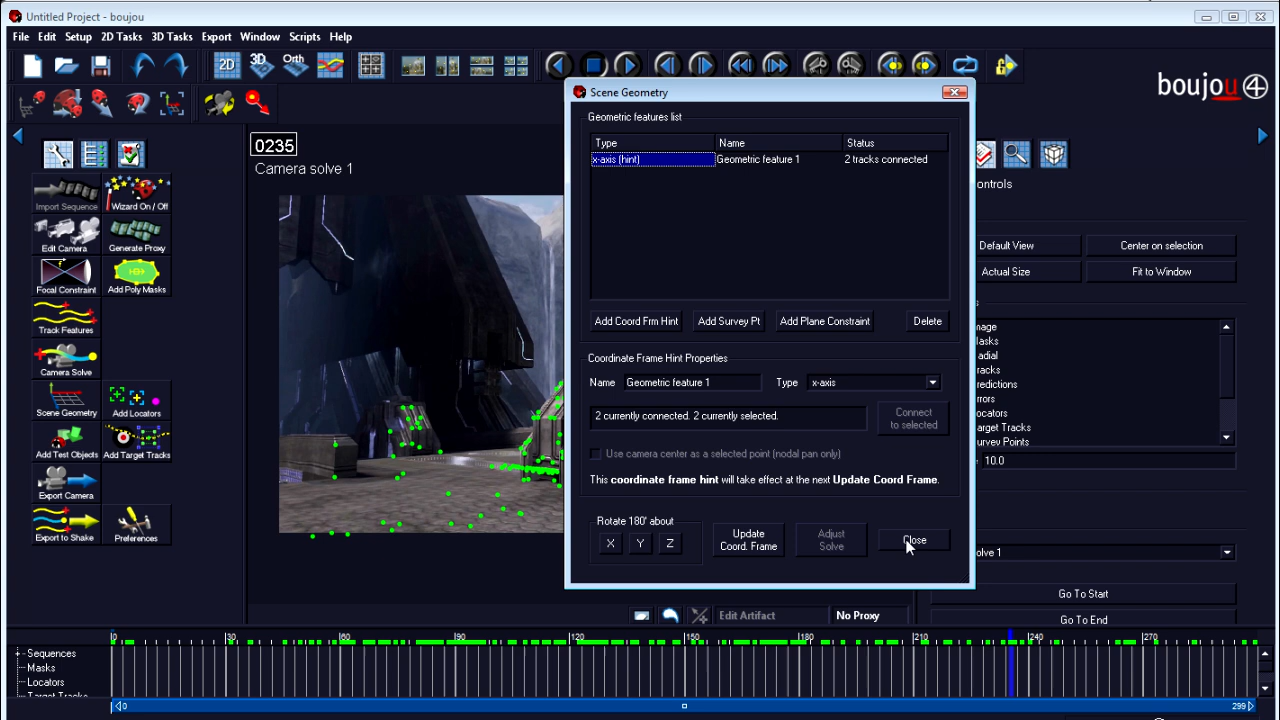 Untitled Project - boujou
File Edit Setup 2D Tasks 3D Tasks Export Window Scripts Help
2D 3D Orth
boujou 4
Scene Geometry
Geometric features list
Type Name Status
x-axis (hint) Geometric feature 1 2 tracks connected
Add Coord Frm Hint Add Survey Pt Add Plane Constraint Delete
Coordinate Frame Hint Properties
Name Geometric feature 1 Type x-axis
2 currently connected. 2 currently selected.
Connect
to selected
Use camera center as a selected point (nodal pan only)
This coordinate frame hint will take effect at the next Update Coord Frame.
Rotate 180' about
X Y Z
Update
Coord. Frame
Adjust
Solve
Close
0235
Camera solve 1
Import Sequence Wizard On / Off
Edit Camera Generate Proxy
Focal Constraint Add Poly Masks
Track Features
Camera Solve
Scene Geometry Add Locators
Add Test Objects Add Target Tracks
Export Camera
Export to Shake Preferences
ontrols
Default View Center on selection
Actual Size Fit to Window
s
mage
lasks
adial
racks
redictions
rrors
ocators
arget Tracks
urvey Points
10.0
olve 1
Go To Start
Go To End
Edit Artifact No Proxy
0 30 60 90 120 150 180 210 240 270
Sequences
Masks
Locators
Target Tracks
0 299